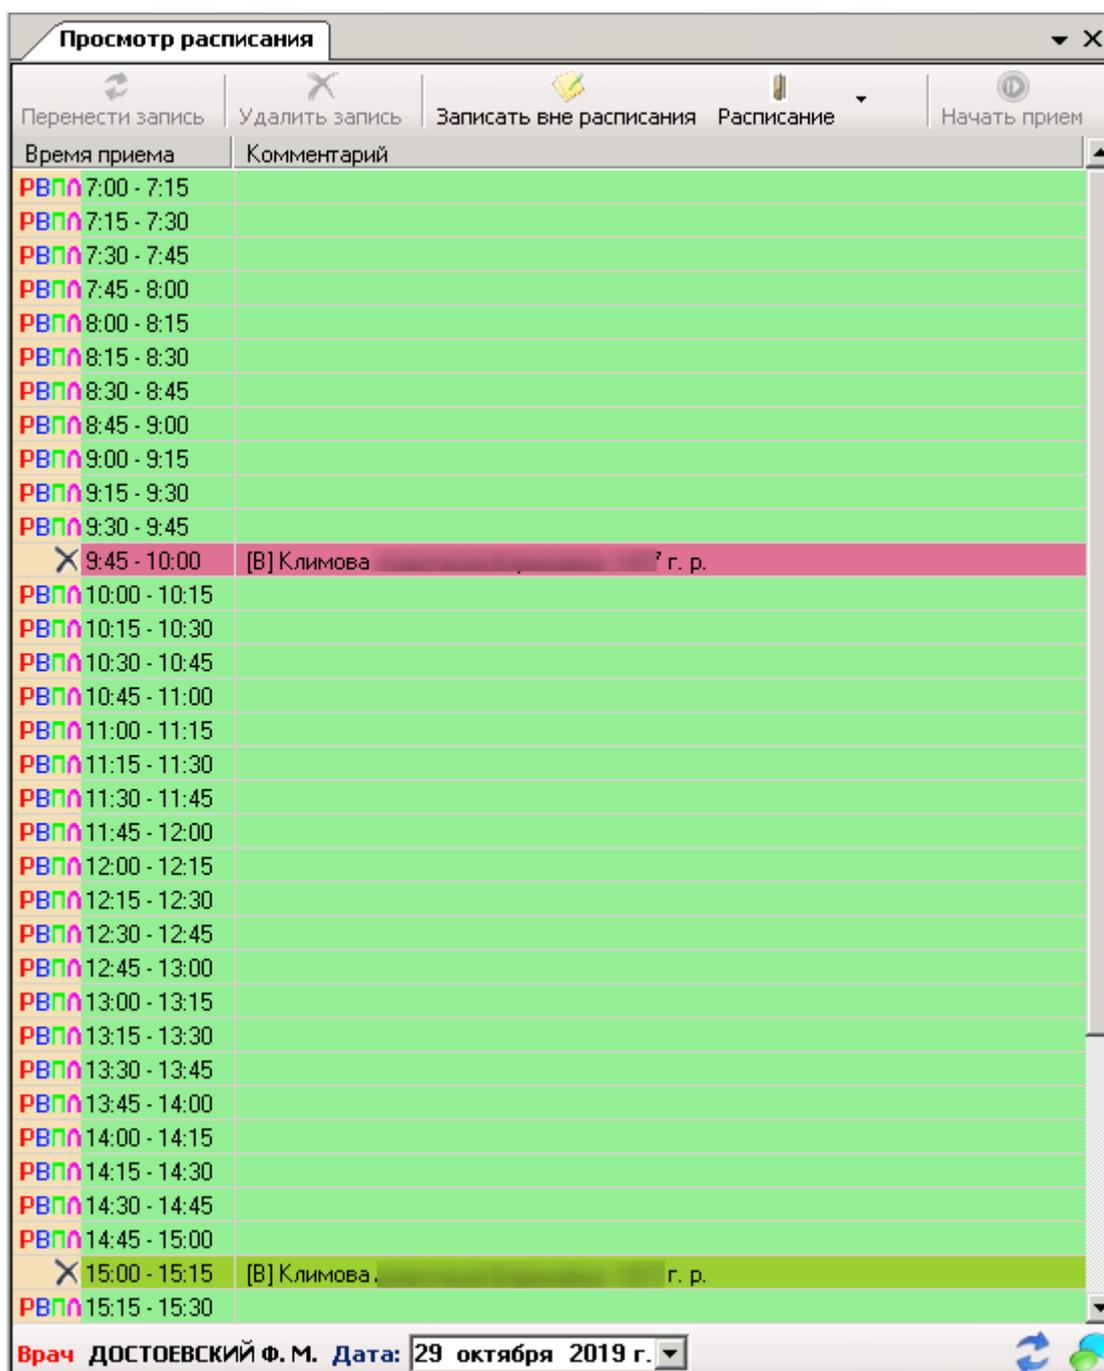 Просмотр расписания
Перенести запись Удалить запись Записать вне расписания Расписание Начать прием
Время приема Комментарий
РВПЛ 7:00 - 7:15
РВПЛ 7:15 - 7:30
РВПЛ 7:30 - 7:45
РВПЛ 7:45 - 8:00
РВПЛ 8:00 - 8:15
РВПЛ 8:15 - 8:30
РВПЛ 8:30 - 8:45
РВПЛ 8:45 - 9:00
РВПЛ 9:00 - 9:15
РВПЛ 9:15 - 9:30
РВПЛ 9:30 - 9:45
9:45 - 10:00 [В] Климова г. р.
РВПЛ 10:00 - 10:15
РВПЛ 10:15 - 10:30
РВПЛ 10:30 - 10:45
РВПЛ 10:45 - 11:00
РВПЛ 11:00 - 11:15
РВПЛ 11:15 - 11:30
РВПЛ 11:30 - 11:45
РВПЛ 11:45 - 12:00
РВПЛ 12:00 - 12:15
РВПЛ 12:15 - 12:30
РВПЛ 12:30 - 12:45
РВПЛ 12:45 - 13:00
РВПЛ 13:00 - 13:15
РВПЛ 13:15 - 13:30
РВПЛ 13:30 - 13:45
РВПЛ 13:45 - 14:00
РВПЛ 14:00 - 14:15
РВПЛ 14:15 - 14:30
РВПЛ 14:30 - 14:45
РВПЛ 14:45 - 15:00
15:00 - 15:15 [В] Климова г. р.
РВПЛ 15:15 - 15:30
Врач ДОСТОЕВСКИЙ Ф. М. Дата: 29 октября 2019 г.